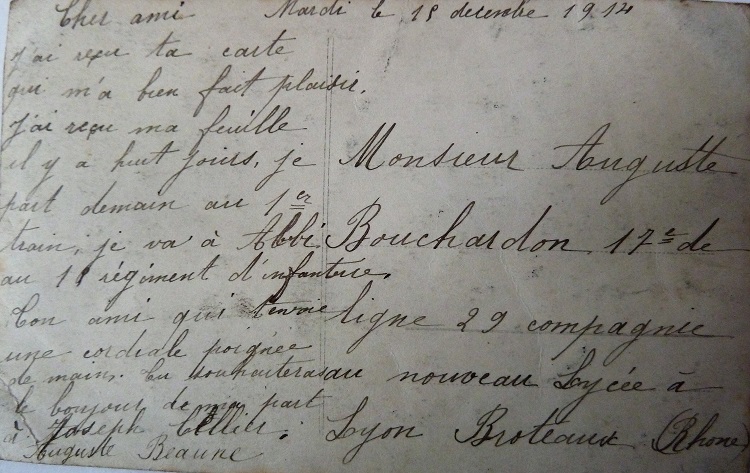 Cher ami Mardi le 15 decembre 1914
J'ai reçu ta carte
qui m'a bien fait plaisir.
J'ai reçu ma feuille
il y a huit jours, je
part demain au 1er
train, je va à Albi
au 15 régiment d'infanterie.
Ton ami qui t'envoie
une cordiale poignée
de mains. Tu souhaiteras
le bonjour de ma part
à Joseph
Auguste Beaune
Monsieur Auguste
Bouchardon 17e de
ligne 29 compagnie
au nouveau Lycée à
Lyon Broteaux (Rhone)